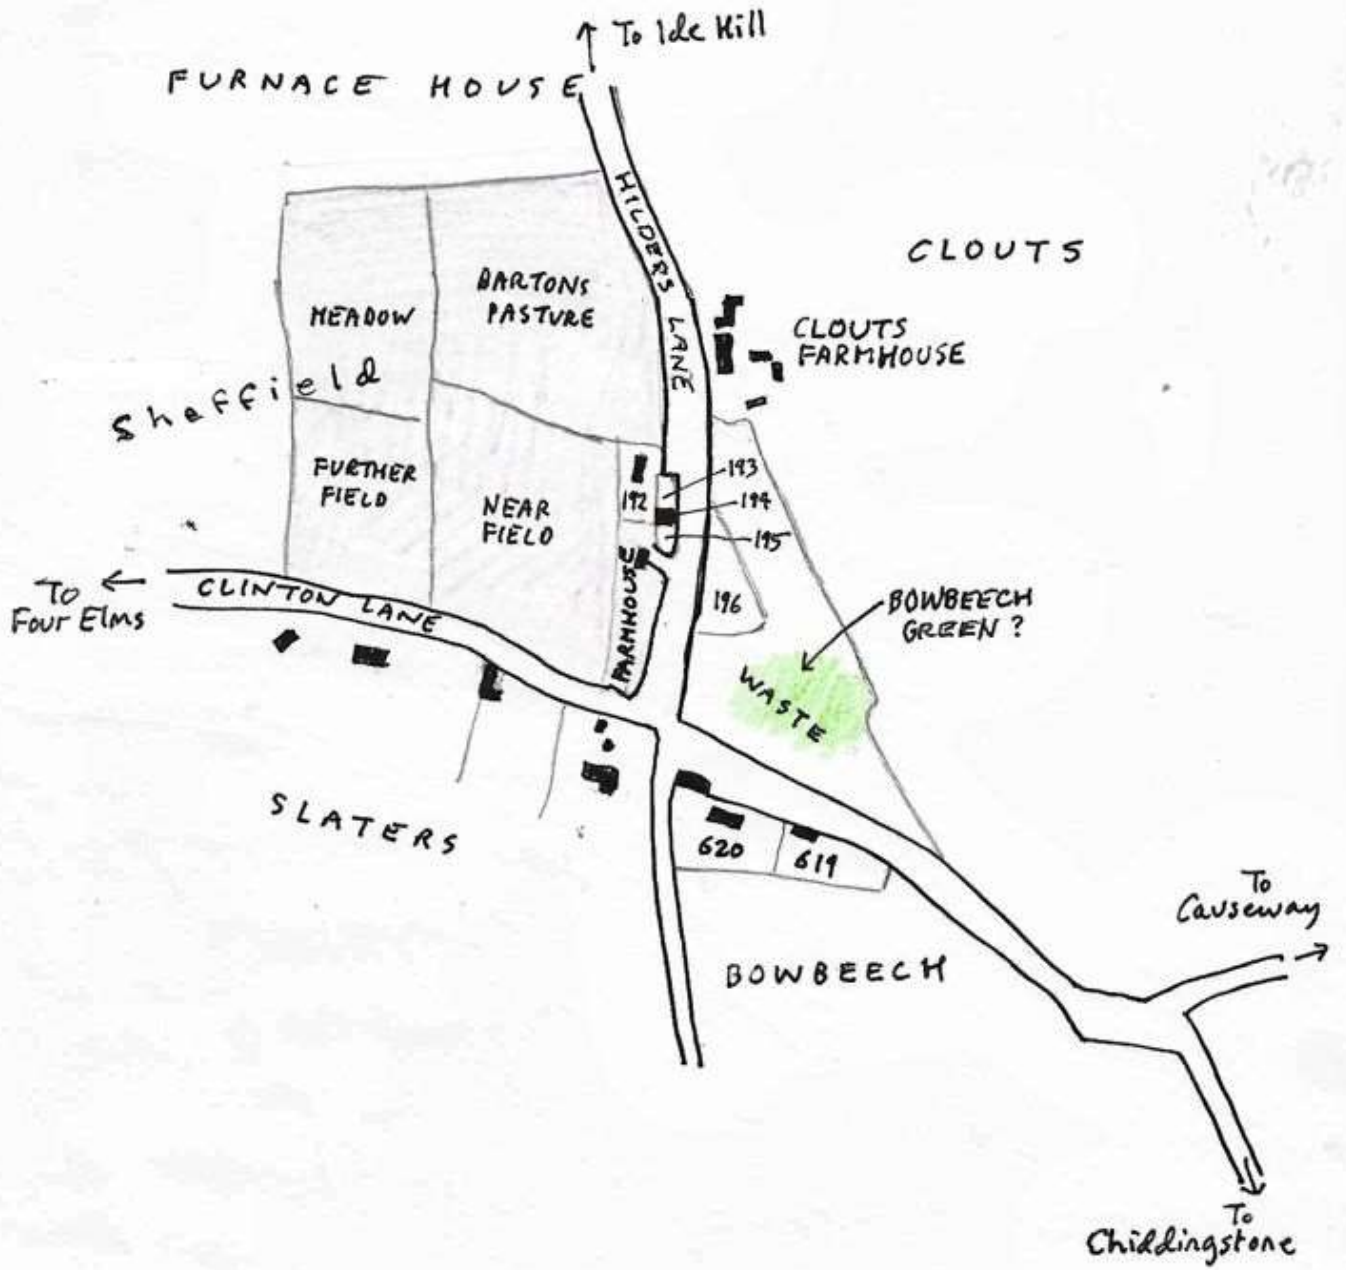 To Ide Hill
FURNACE HOUSE
HILDERS LANE
CLOUTS
BARTONS
PASTURE
MEADOW
CLOUTS
FARMHOUSE
Sheffield
FURTHER
FIELD
NEAR
FIELD
192
193
194
195
FARMHOUSE
196
BOWBEECH
GREEN ?
To
Four Elms
CLINTON LANE
WASTE
SLATERS
620
619
To
Causeway
BOWBEECH
To
Chiddingstone